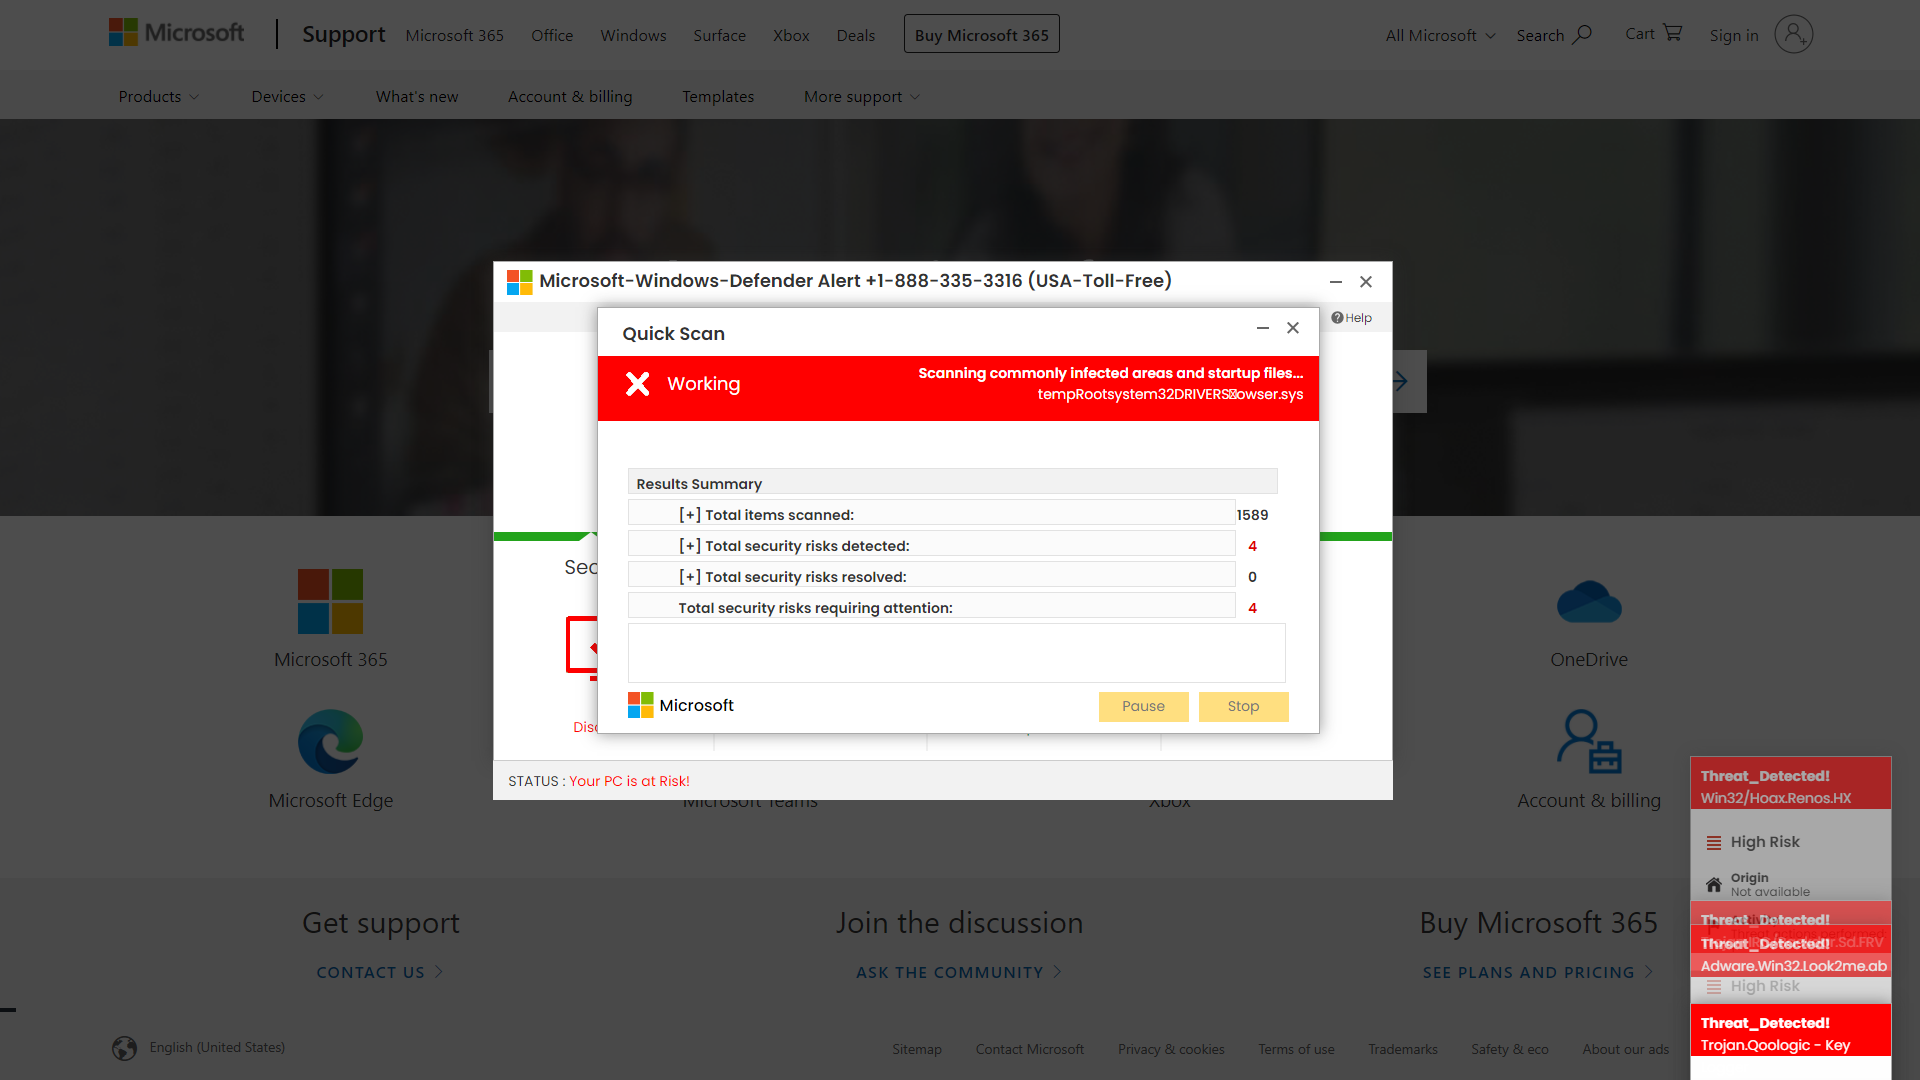 Microsoft
Support
Microsoft 365
Office
Windows
Surface
Xbox
Deals
Buy Microsoft 365
All Microsoft
Search
Cart
Sign in
Products
Devices
What's new
Account & billing
Templates
More support
Microsoft-Windows-Defender Alert +1-888-335-3316 (USA-Toll-Free)
Help
Quick Scan
Working
Scanning commonly infected areas and startup files...
tempRootsystem32DRIVERS owser.sys
Results Summary
[+] Total items scanned: 1589
[+] Total security risks detected: 4
[+] Total security risks resolved: 0
Total security risks requiring attention: 4
Microsoft
Pause
Stop
Sec
Disc
STATUS : Your PC is at Risk!
Microsoft 365
OneDrive
Microsoft Edge
Microsoft Teams
Xbox
Account & billing
Threat_Detected!
Win32/Hoax.Renos.HX
High Risk
Origin
Not available
Threat_Detected!
Threat_Detected!
Adware.Win32.Look2me.ab
High Risk
Threat_Detected!
Trojan.Qoologic - Key
Get support
Join the discussion
Buy Microsoft 365
CONTACT US
ASK THE COMMUNITY
SEE PLANS AND PRICING
English (United States)
Sitemap
Contact Microsoft
Privacy & cookies
Terms of use
Trademarks
Safety & eco
About our ads